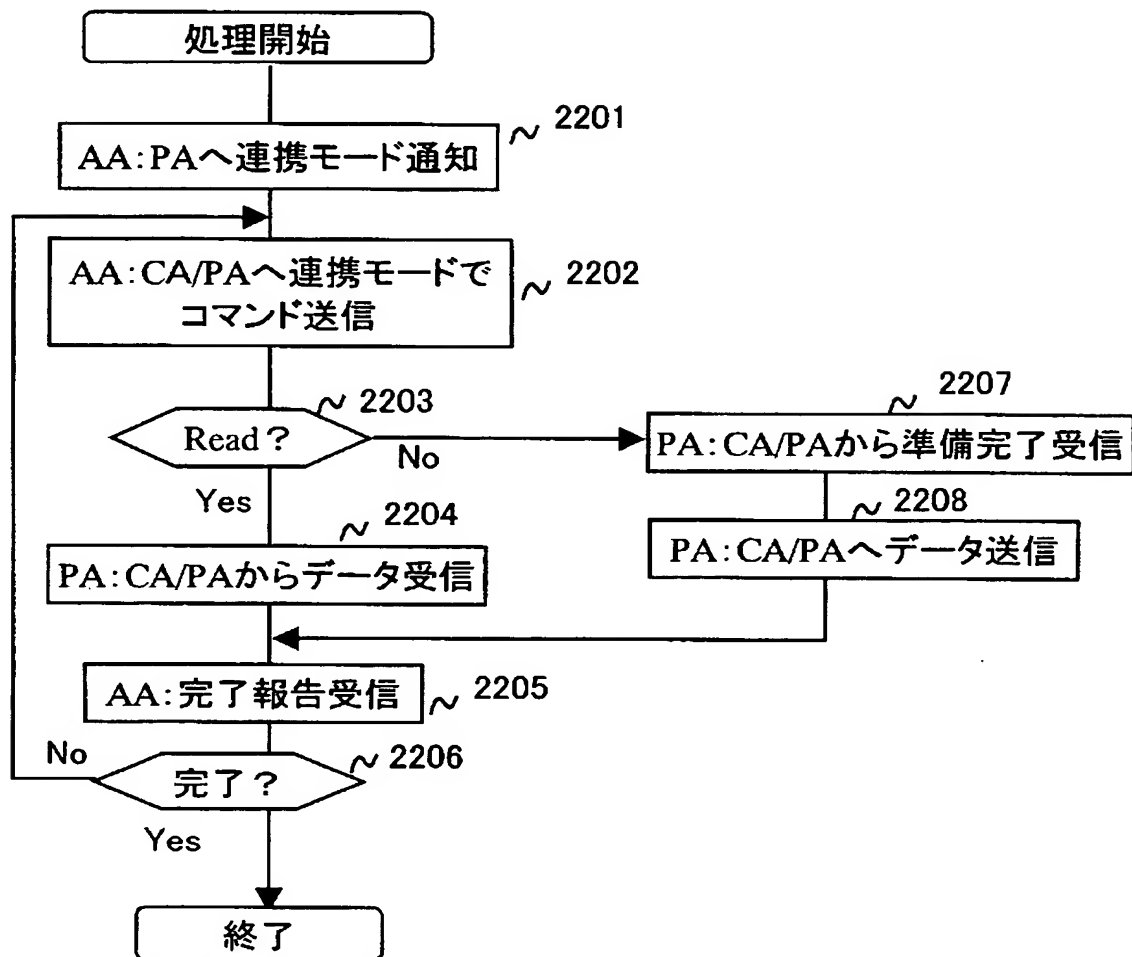 処理開始
AA:PAへ連携モード通知
2201
AA:CA/PAへ連携モードで
コマンド送信
2202
Read?
2203
No
Yes
PA:CA/PAから準備完了受信
2207
PA:CA/PAへデータ送信
2208
PA:CA/PAからデータ受信
2204
AA:完了報告受信
2205
完了?
2206
No
Yes
終了